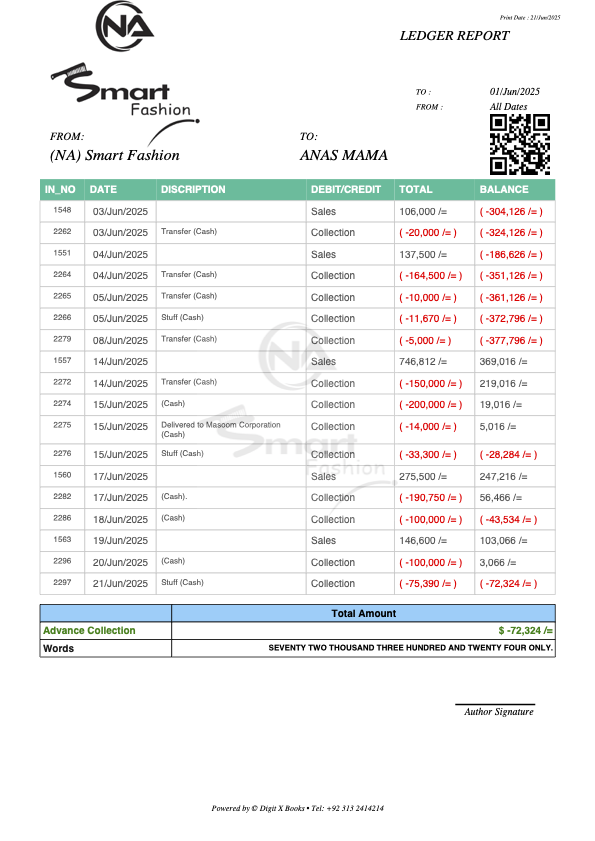 NA
Print Date : 21/Jun/2025
LEDGER REPORT
Smart
Fashion
TO : 01/Jun/2025
FROM : All Dates
FROM: TO:
(NA) Smart Fashion ANAS MAMA
IN_NO DATE DISCRIPTION DEBIT/CREDIT TOTAL BALANCE
1548 03/Jun/2025 Sales 106,000 /= ( -304,126 /= )
2262 03/Jun/2025 Transfer (Cash) Collection ( -20,000 /= ) ( -324,126 /= )
1551 04/Jun/2025 Sales 137,500 /= ( -186,626 /= )
2264 04/Jun/2025 Transfer (Cash) Collection ( -164,500 /= ) ( -351,126 /= )
2265 05/Jun/2025 Transfer (Cash) Collection ( -10,000 /= ) ( -361,126 /= )
2266 05/Jun/2025 Stuff (Cash) Collection ( -11,670 /= ) ( -372,796 /= )
2279 08/Jun/2025 Transfer (Cash) Collection ( -5,000 /= ) ( -377,796 /= )
1557 14/Jun/2025 Sales 746,812 /= 369,016 /=
2272 14/Jun/2025 Transfer (Cash) Collection ( -150,000 /= ) 219,016 /=
2274 15/Jun/2025 (Cash) Collection ( -200,000 /= ) 19,016 /=
2275 15/Jun/2025 Delivered to Masoom Corporation Collection ( -14,000 /= ) 5,016 /=
(Cash)
2276 15/Jun/2025 Stuff (Cash) Collection ( -33,300 /= ) ( -28,284 /= )
1560 17/Jun/2025 Sales 275,500 /= 247,216 /=
2282 17/Jun/2025 (Cash). Collection ( -190,750 /= ) 56,466 /=
2286 18/Jun/2025 (Cash) Collection ( -100,000 /= ) ( -43,534 /= )
1563 19/Jun/2025 Sales 146,600 /= 103,066 /=
2296 20/Jun/2025 (Cash) Collection ( -100,000 /= ) 3,066 /=
2297 21/Jun/2025 Stuff (Cash) Collection ( -75,390 /= ) ( -72,324 /= )
NA
Smart
Fashion
Total Amount
Advance Collection $ -72,324 /=
Words SEVENTY TWO THOUSAND THREE HUNDRED AND TWENTY FOUR ONLY.
Author Signature
Powered by © Digit X Books • Tel: +92 313 2414214